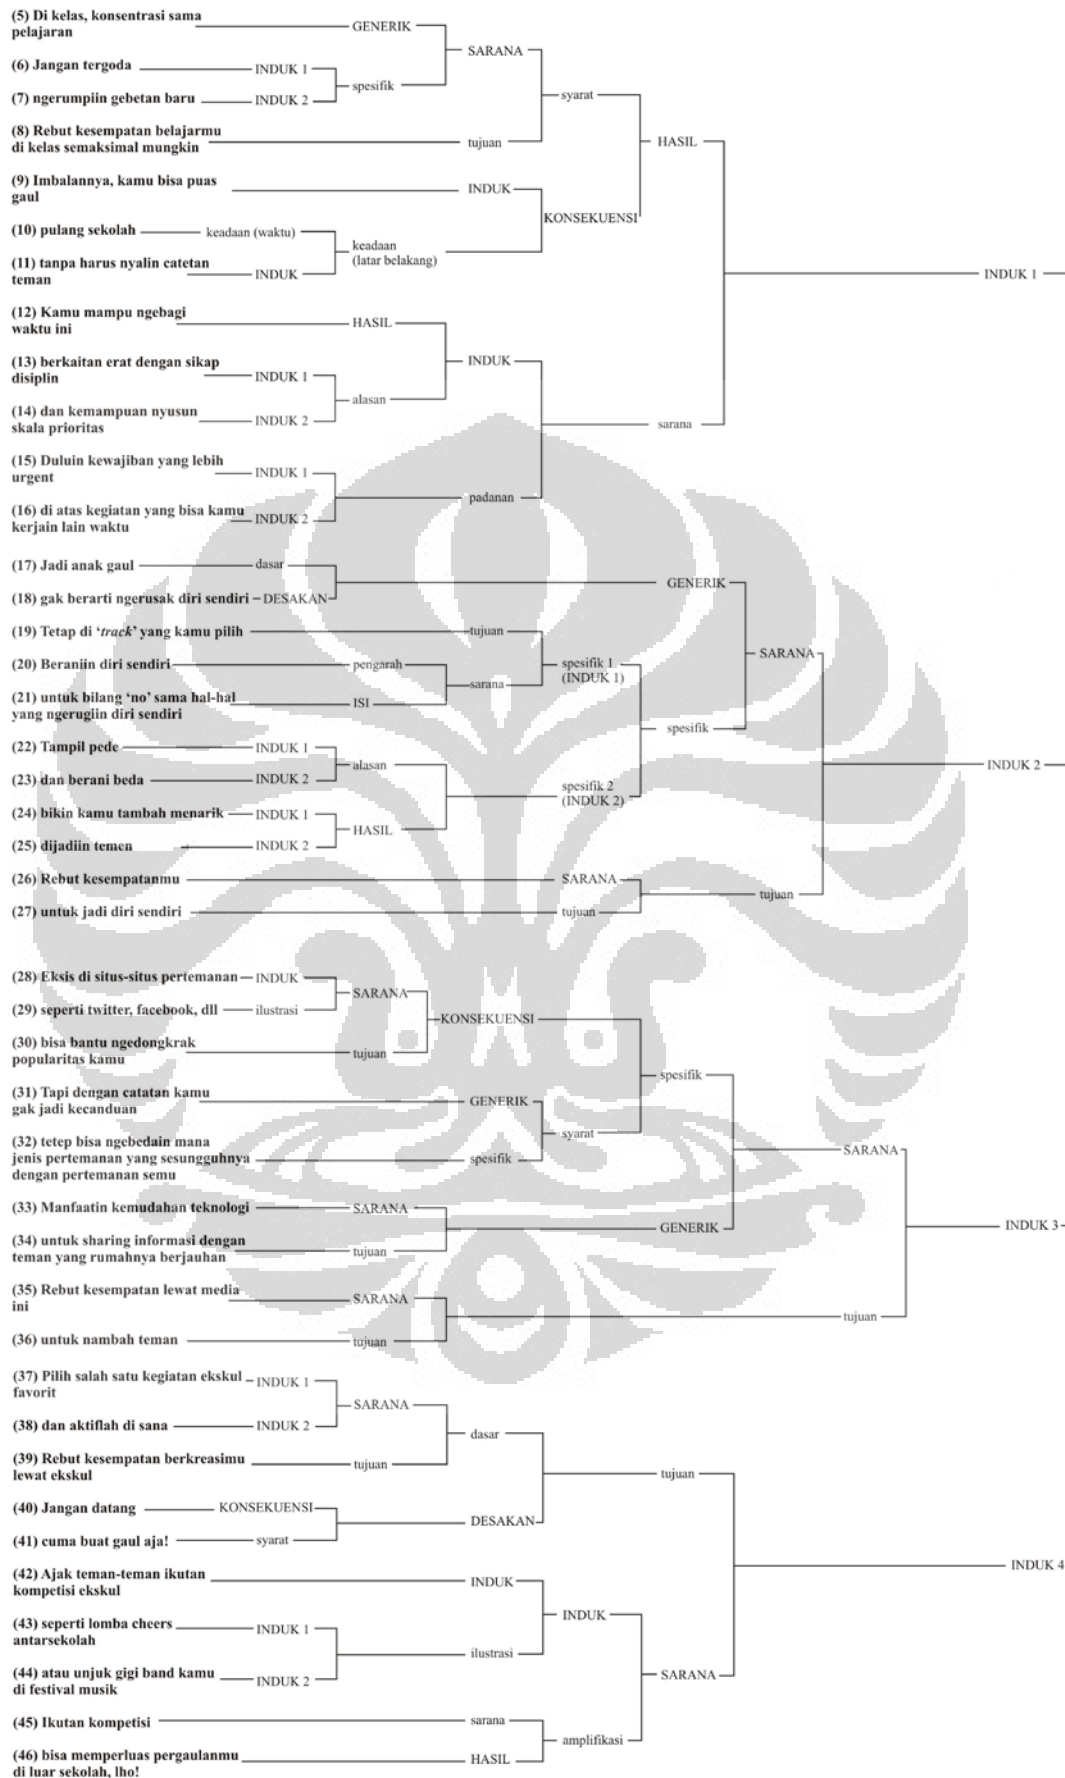 (5) Di kelas, konsentrasi sama
pelajaran
GENERIK
SARANA
(6) Jangan tergoda
INDUK 1
spesifik
(7) ngerumpiin gebetan baru
INDUK 2
syarat
(8) Rebut kesempatan belajarmu
di kelas semaksimal mungkin
tujuan
HASIL
(9) Imbalannya, kamu bisa puas
gaul
INDUK
KONSEKUENSI
(10) pulang sekolah
keadaan (waktu)
keadaan
(latar belakang)
(11) tanpa harus nyalin catetan
teman
INDUK
INDUK 1
(12) Kamu mampu ngebagi
waktu ini
HASIL
INDUK
(13) berkaitan erat dengan sikap
disiplin
INDUK 1
alasan
(14) dan kemampuan nyusun
skala prioritas
INDUK 2
sarana
(15) Duluin kewajiban yang lebih
urgent
INDUK 1
padanan
(16) di atas kegiatan yang bisa kamu
kerjain lain waktu
INDUK 2
(17) Jadi anak gaul
dasar
GENERIK
(18) gak berarti ngerusak diri sendiri
DESAKAN
(19) Tetap di ‘track’ yang kamu pilih
tujuan
SARANA
(20) Beraniin diri sendiri
pengarah
spesifik 1
(INDUK 1)
sarana
(21) untuk bilang ‘no’ sama hal-hal
yang ngerugiin diri sendiri
ISI
spesifik
(22) Tampil pede
INDUK 1
alasan
INDUK 2
(23) dan berani beda
INDUK 2
spesifik 2
(INDUK 2)
(24) bikin kamu tambah menarik
INDUK 1
HASIL
(25) dijadiin temen
INDUK 2
(26) Rebut kesempatanmu
SARANA
tujuan
(27) untuk jadi diri sendiri
tujuan
(28) Eksis di situs-situs pertemanan
INDUK
SARANA
(29) seperti twitter, facebook, dll
ilustrasi
KONSEKUENSI
(30) bisa bantu ngedongkrak
popularitas kamu
tujuan
spesifik
(31) Tapi dengan catatan kamu
gak jadi kecanduan
GENERIK
syarat
(32) tetep bisa ngebedain mana
jenis pertemanan yang sesungguhnya
dengan pertemanan semu
spesifik
SARANA
(33) Manfaatin kemudahan teknologi
SARANA
GENERIK
INDUK 3
(34) untuk sharing informasi dengan
teman yang rumahnya berjauhan
tujuan
(35) Rebut kesempatan lewat media
ini
SARANA
tujuan
(36) untuk nambah teman
tujuan
(37) Pilih salah satu kegiatan ekskul
favorit
INDUK 1
SARANA
(38) dan aktiflah di sana
INDUK 2
dasar
(39) Rebut kesempatan berkreasimu
lewat ekskul
tujuan
tujuan
(40) Jangan datang
KONSEKUENSI
DESAKAN
(41) cuma buat gaul aja!
syarat
INDUK 4
(42) Ajak teman-teman ikutan
kompetisi ekskul
INDUK
INDUK
(43) seperti lomba cheers
antarsekolah
INDUK 1
ilustrasi
(44) atau unjuk gigi band kamu
di festival musik
INDUK 2
SARANA
(45) Ikutan kompetisi
sarana
amplifikasi
(46) bisa memperluas pergaulanmu
di luar sekolah, lho!
HASIL